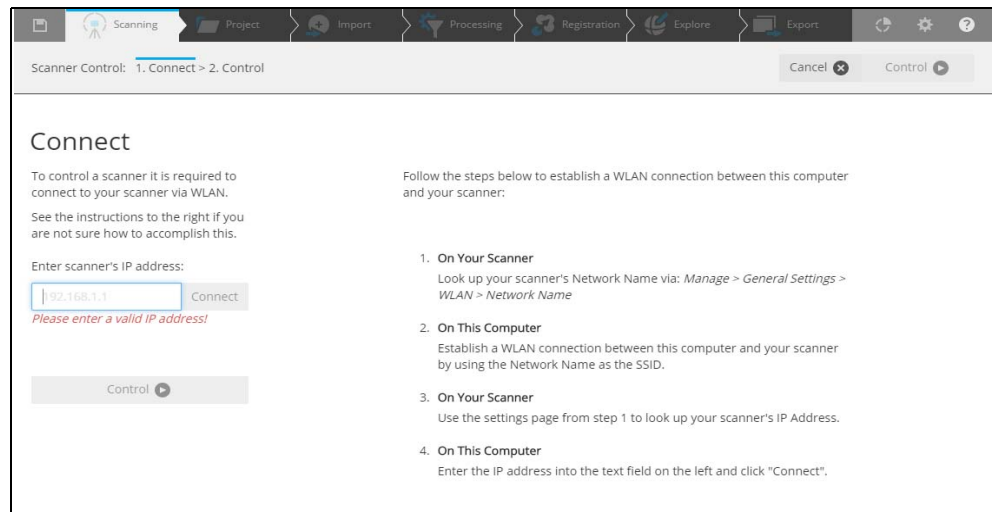 Scanning Project Import Processing Registration Explore Export
Scanner Control: 1. Connect > 2. Control
Cancel Control
Connect
To control a scanner it is required to
connect to your scanner via WLAN.
See the instructions to the right if you
are not sure how to accomplish this.
Enter scanner's IP address:
192.168.1.1 Connect
Please enter a valid IP address!
Control
Follow the steps below to establish a WLAN connection between this computer
and your scanner:
1. On Your Scanner
Look up your scanner's Network Name via: Manage > General Settings >
WLAN > Network Name
2. On This Computer
Establish a WLAN connection between this computer and your scanner
by using the Network Name as the SSID.
3. On Your Scanner
Use the settings page from step 1 to look up your scanner's IP Address.
4. On This Computer
Enter the IP address into the text field on the left and click "Connect".